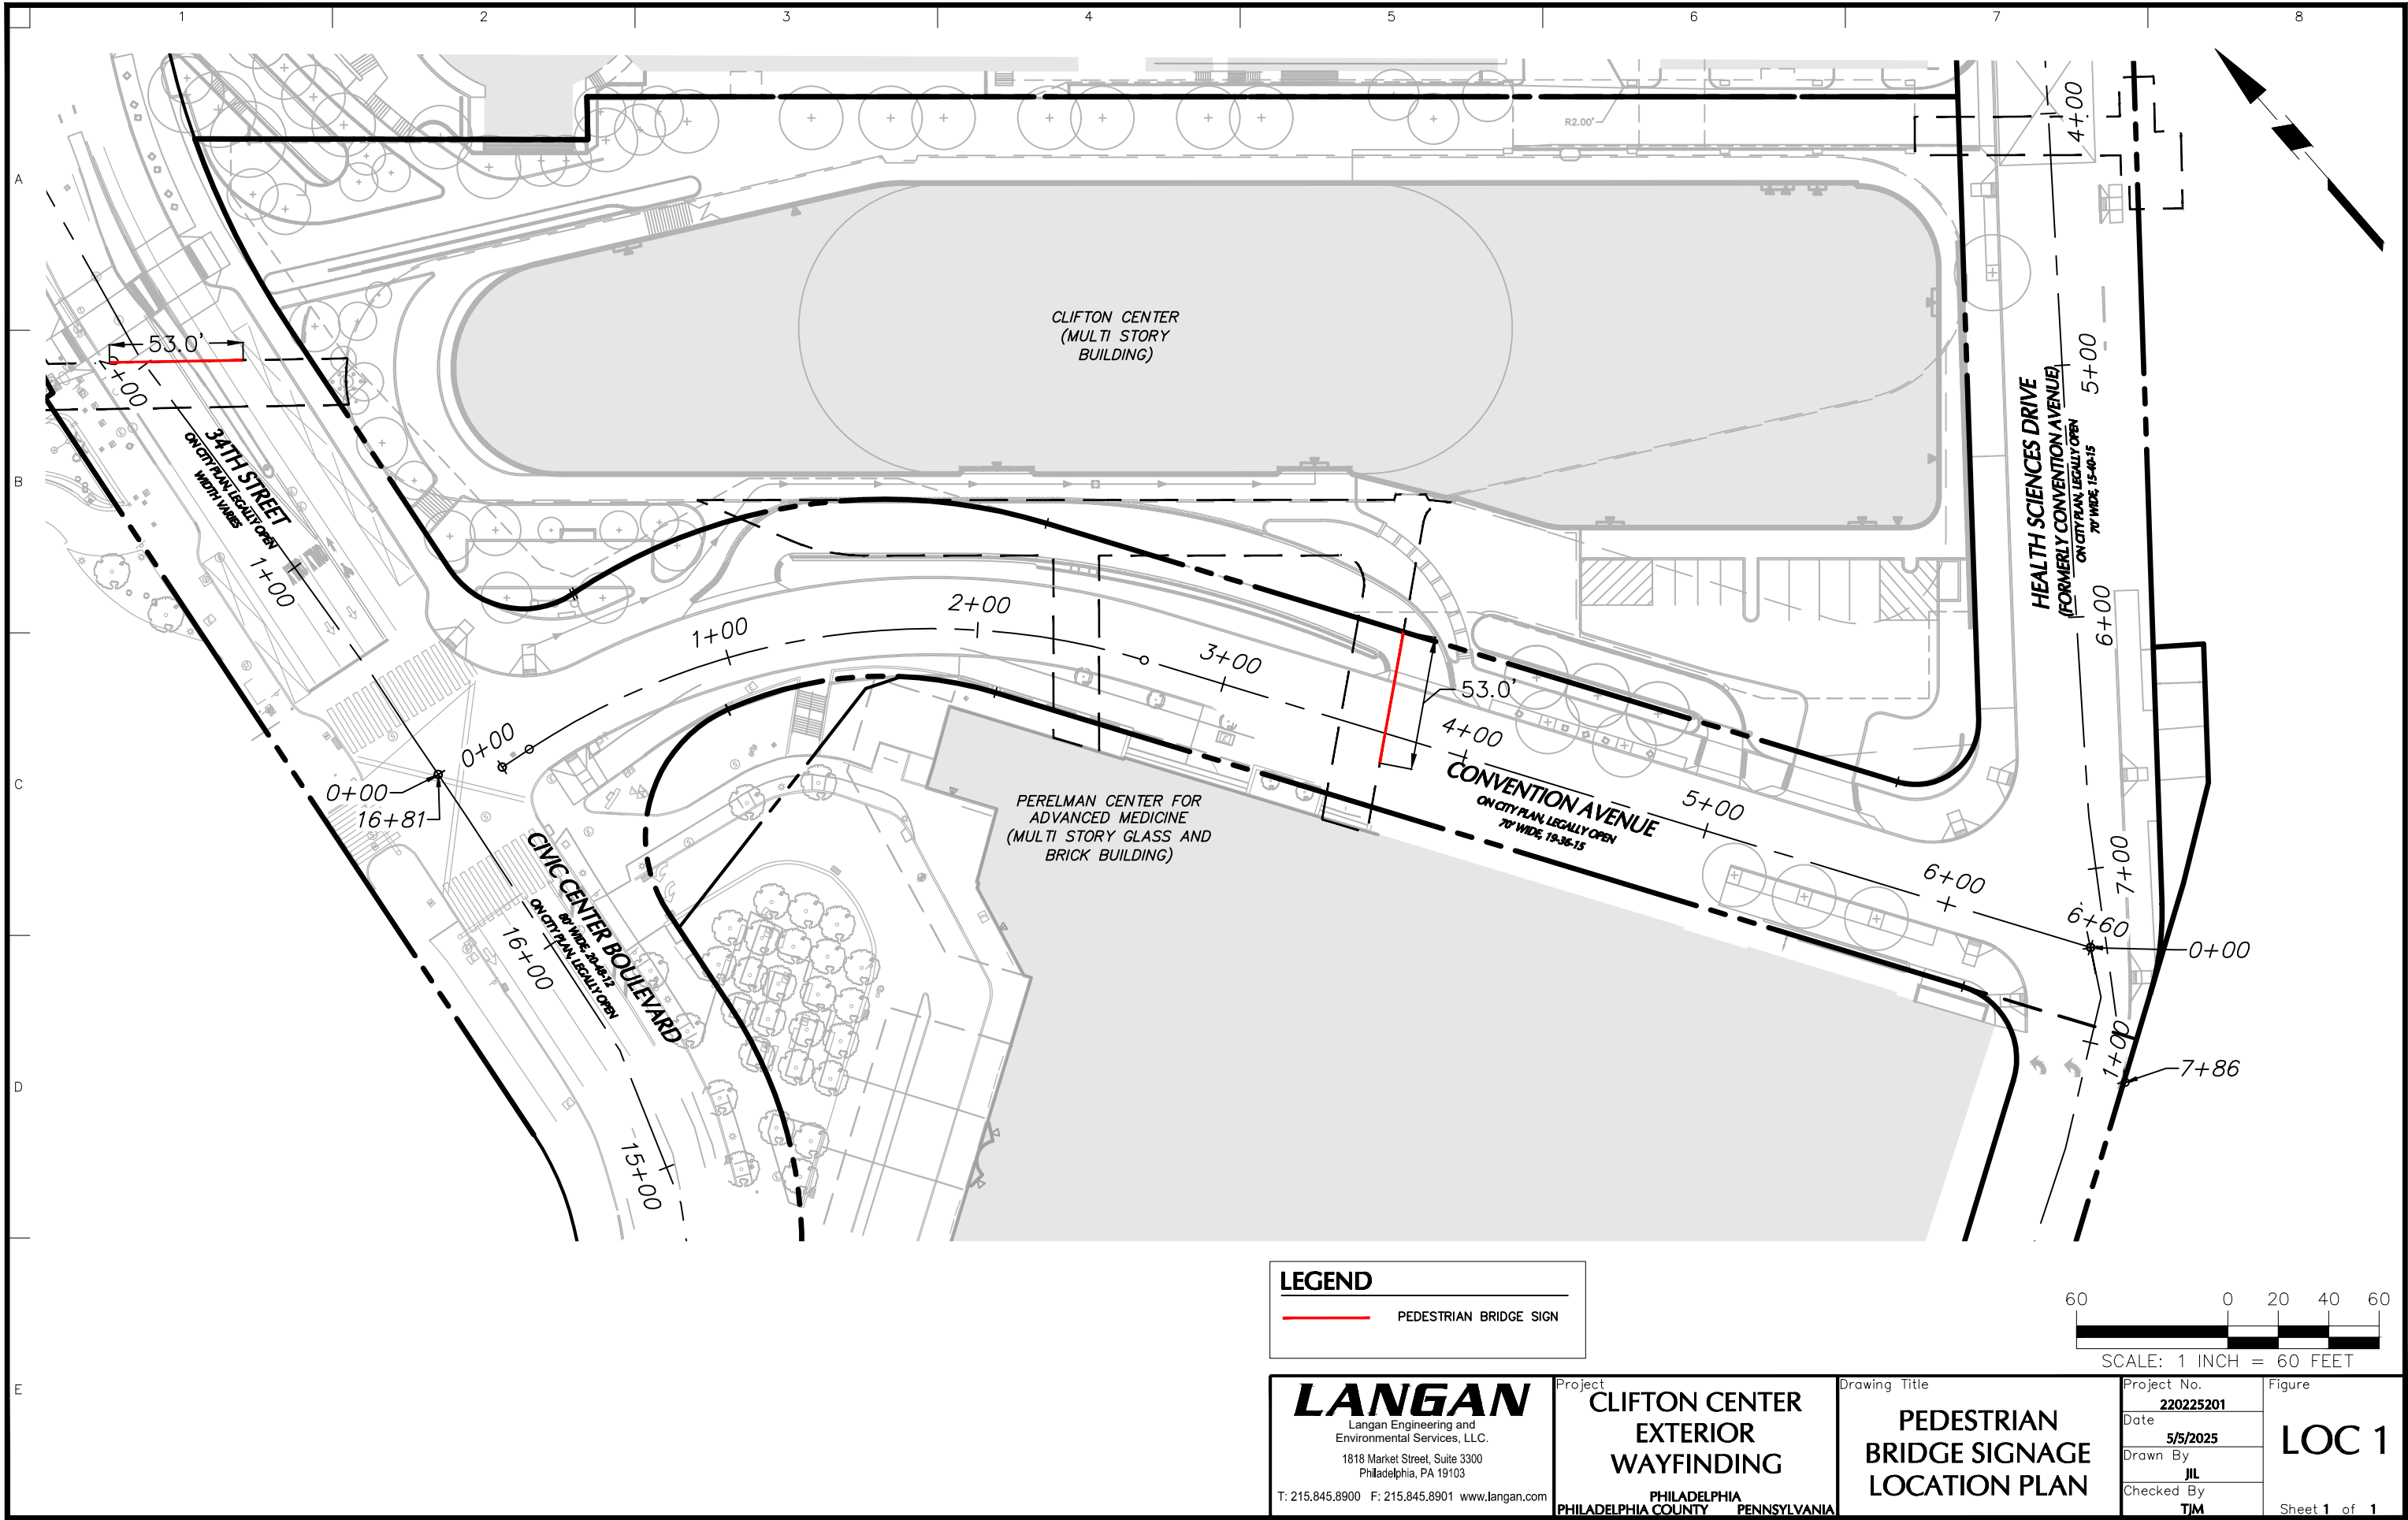 1 2 3 4 5 6 7 8
A
B
C
D
E
R2.00'
4+00
CLIFTON CENTER
(MULTI STORY
BUILDING)
53.0'
2+00
34TH STREET
ON CITY PLAN, LEGALLY OPEN
WIDTH VARIES
1+00
HEALTH SCIENCES DRIVE
(FORMERLY CONVENTION AVENUE)
ON CITY PLAN, LEGALLY OPEN
70' WIDE, 15-40-15
5+00
6+00
7+00
0+00
1+00
2+00
3+00
53.0'
4+00
CONVENTION AVENUE
ON CITY PLAN, LEGALLY OPEN
70' WIDE, 19-36-15
5+00
6+00
6+60
0+00
1+00
7+86
0+00
16+81
PERELMAN CENTER FOR
ADVANCED MEDICINE
(MULTI STORY GLASS AND
BRICK BUILDING)
CIVIC CENTER BOULEVARD
80' WIDE, 20-48-12
ON CITY PLAN, LEGALLY OPEN
16+00
15+00
LEGEND
PEDESTRIAN BRIDGE SIGN
60 0 20 40 60
SCALE: 1 INCH = 60 FEET
LANGAN
Langan Engineering and
Environmental Services, LLC.
1818 Market Street, Suite 3300
Philadelphia, PA 19103
T: 215.845.8900 F: 215.845.8901 www.langan.com
Project
CLIFTON CENTER
EXTERIOR
WAYFINDING
PHILADELPHIA
PHILADELPHIA COUNTY PENNSYLVANIA
Drawing Title
PEDESTRIAN
BRIDGE SIGNAGE
LOCATION PLAN
Project No.
220225201
Date
5/5/2025
Drawn By
JIL
Checked By
TJM
Figure
LOC 1
Sheet 1 of 1